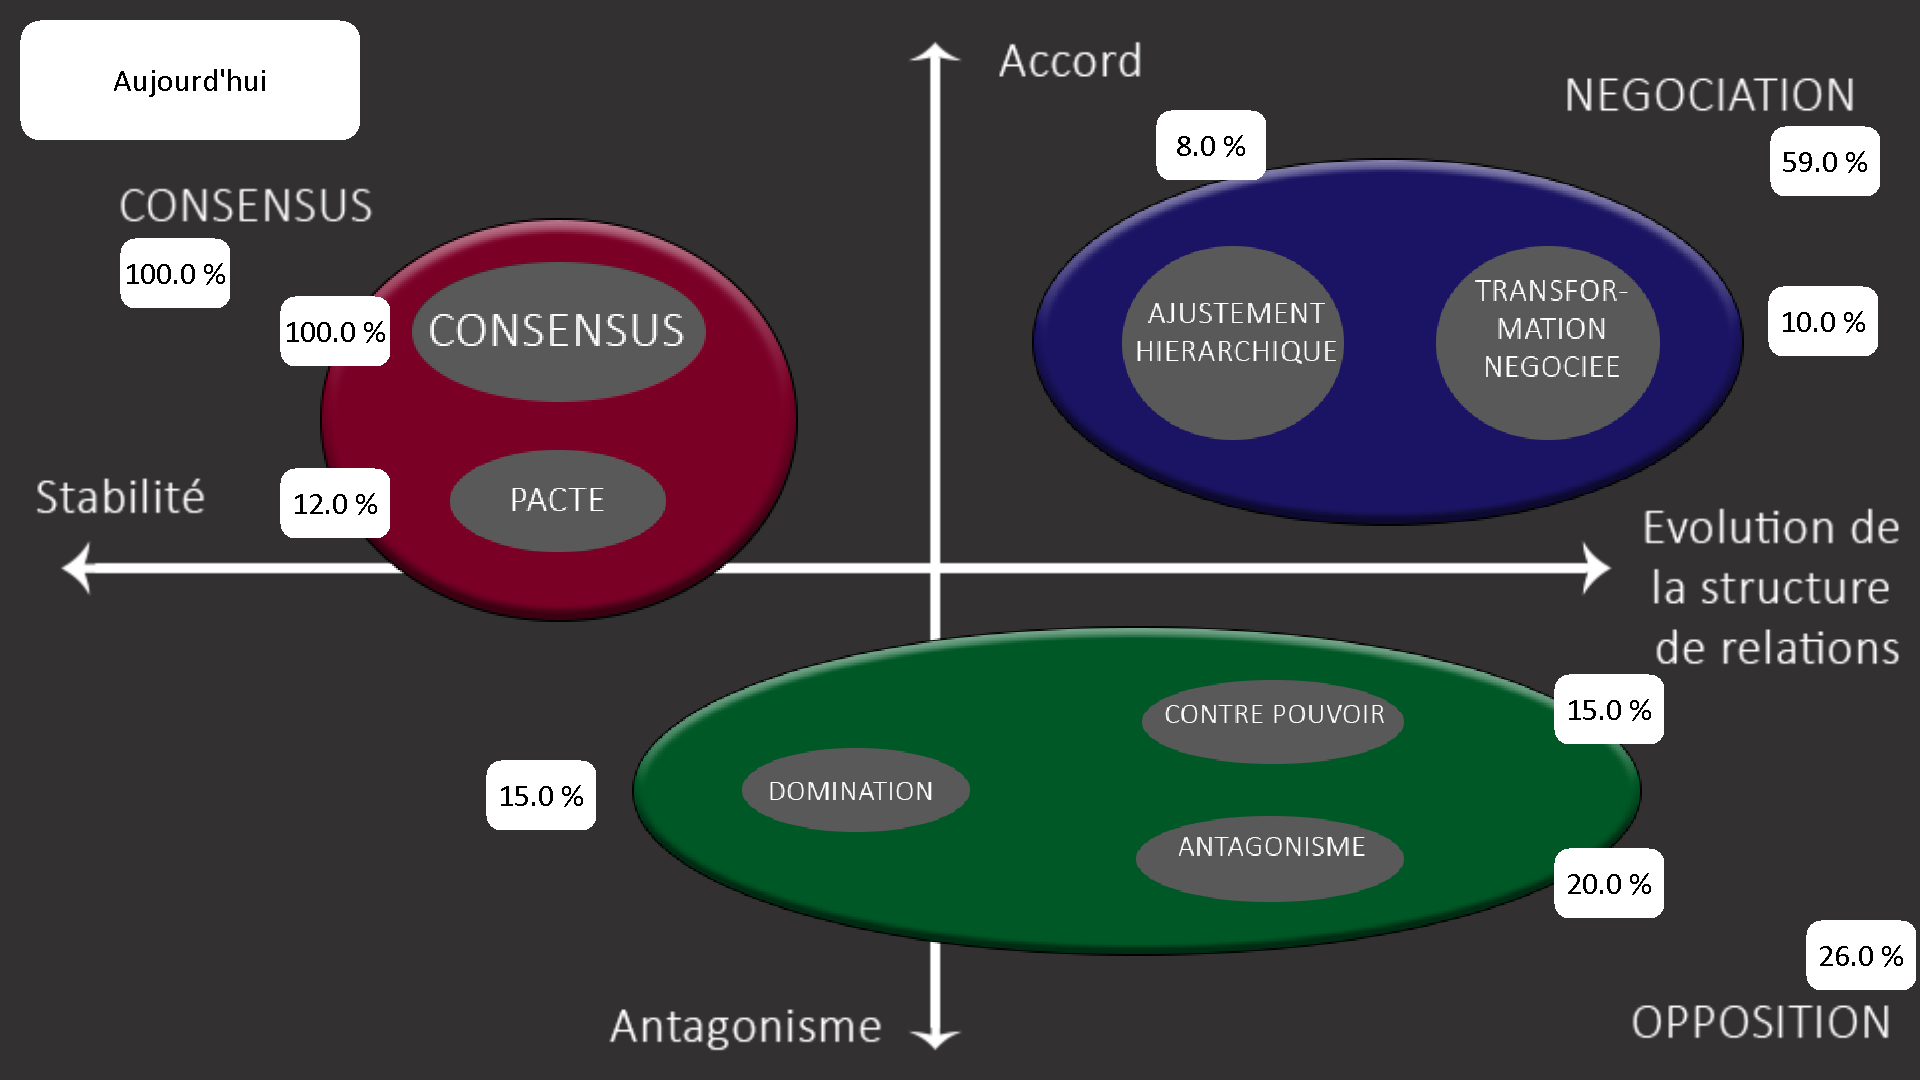 Aujourd'hui
Accord
NEGOCIATION
59.0 %
8.0 %
CONSENSUS
100.0 %
100.0 %
CONSENSUS
12.0 %
PACTE
AJUSTEMENT
HIERARCHIQUE
TRANSFOR-
MATION
NEGOCIEE
10.0 %
Stabilité
Evolution de
la structure
de relations
CONTRE POUVOIR
15.0 %
15.0 %
DOMINATION
ANTAGONISME
20.0 %
26.0 %
OPPOSITION
Antagonisme